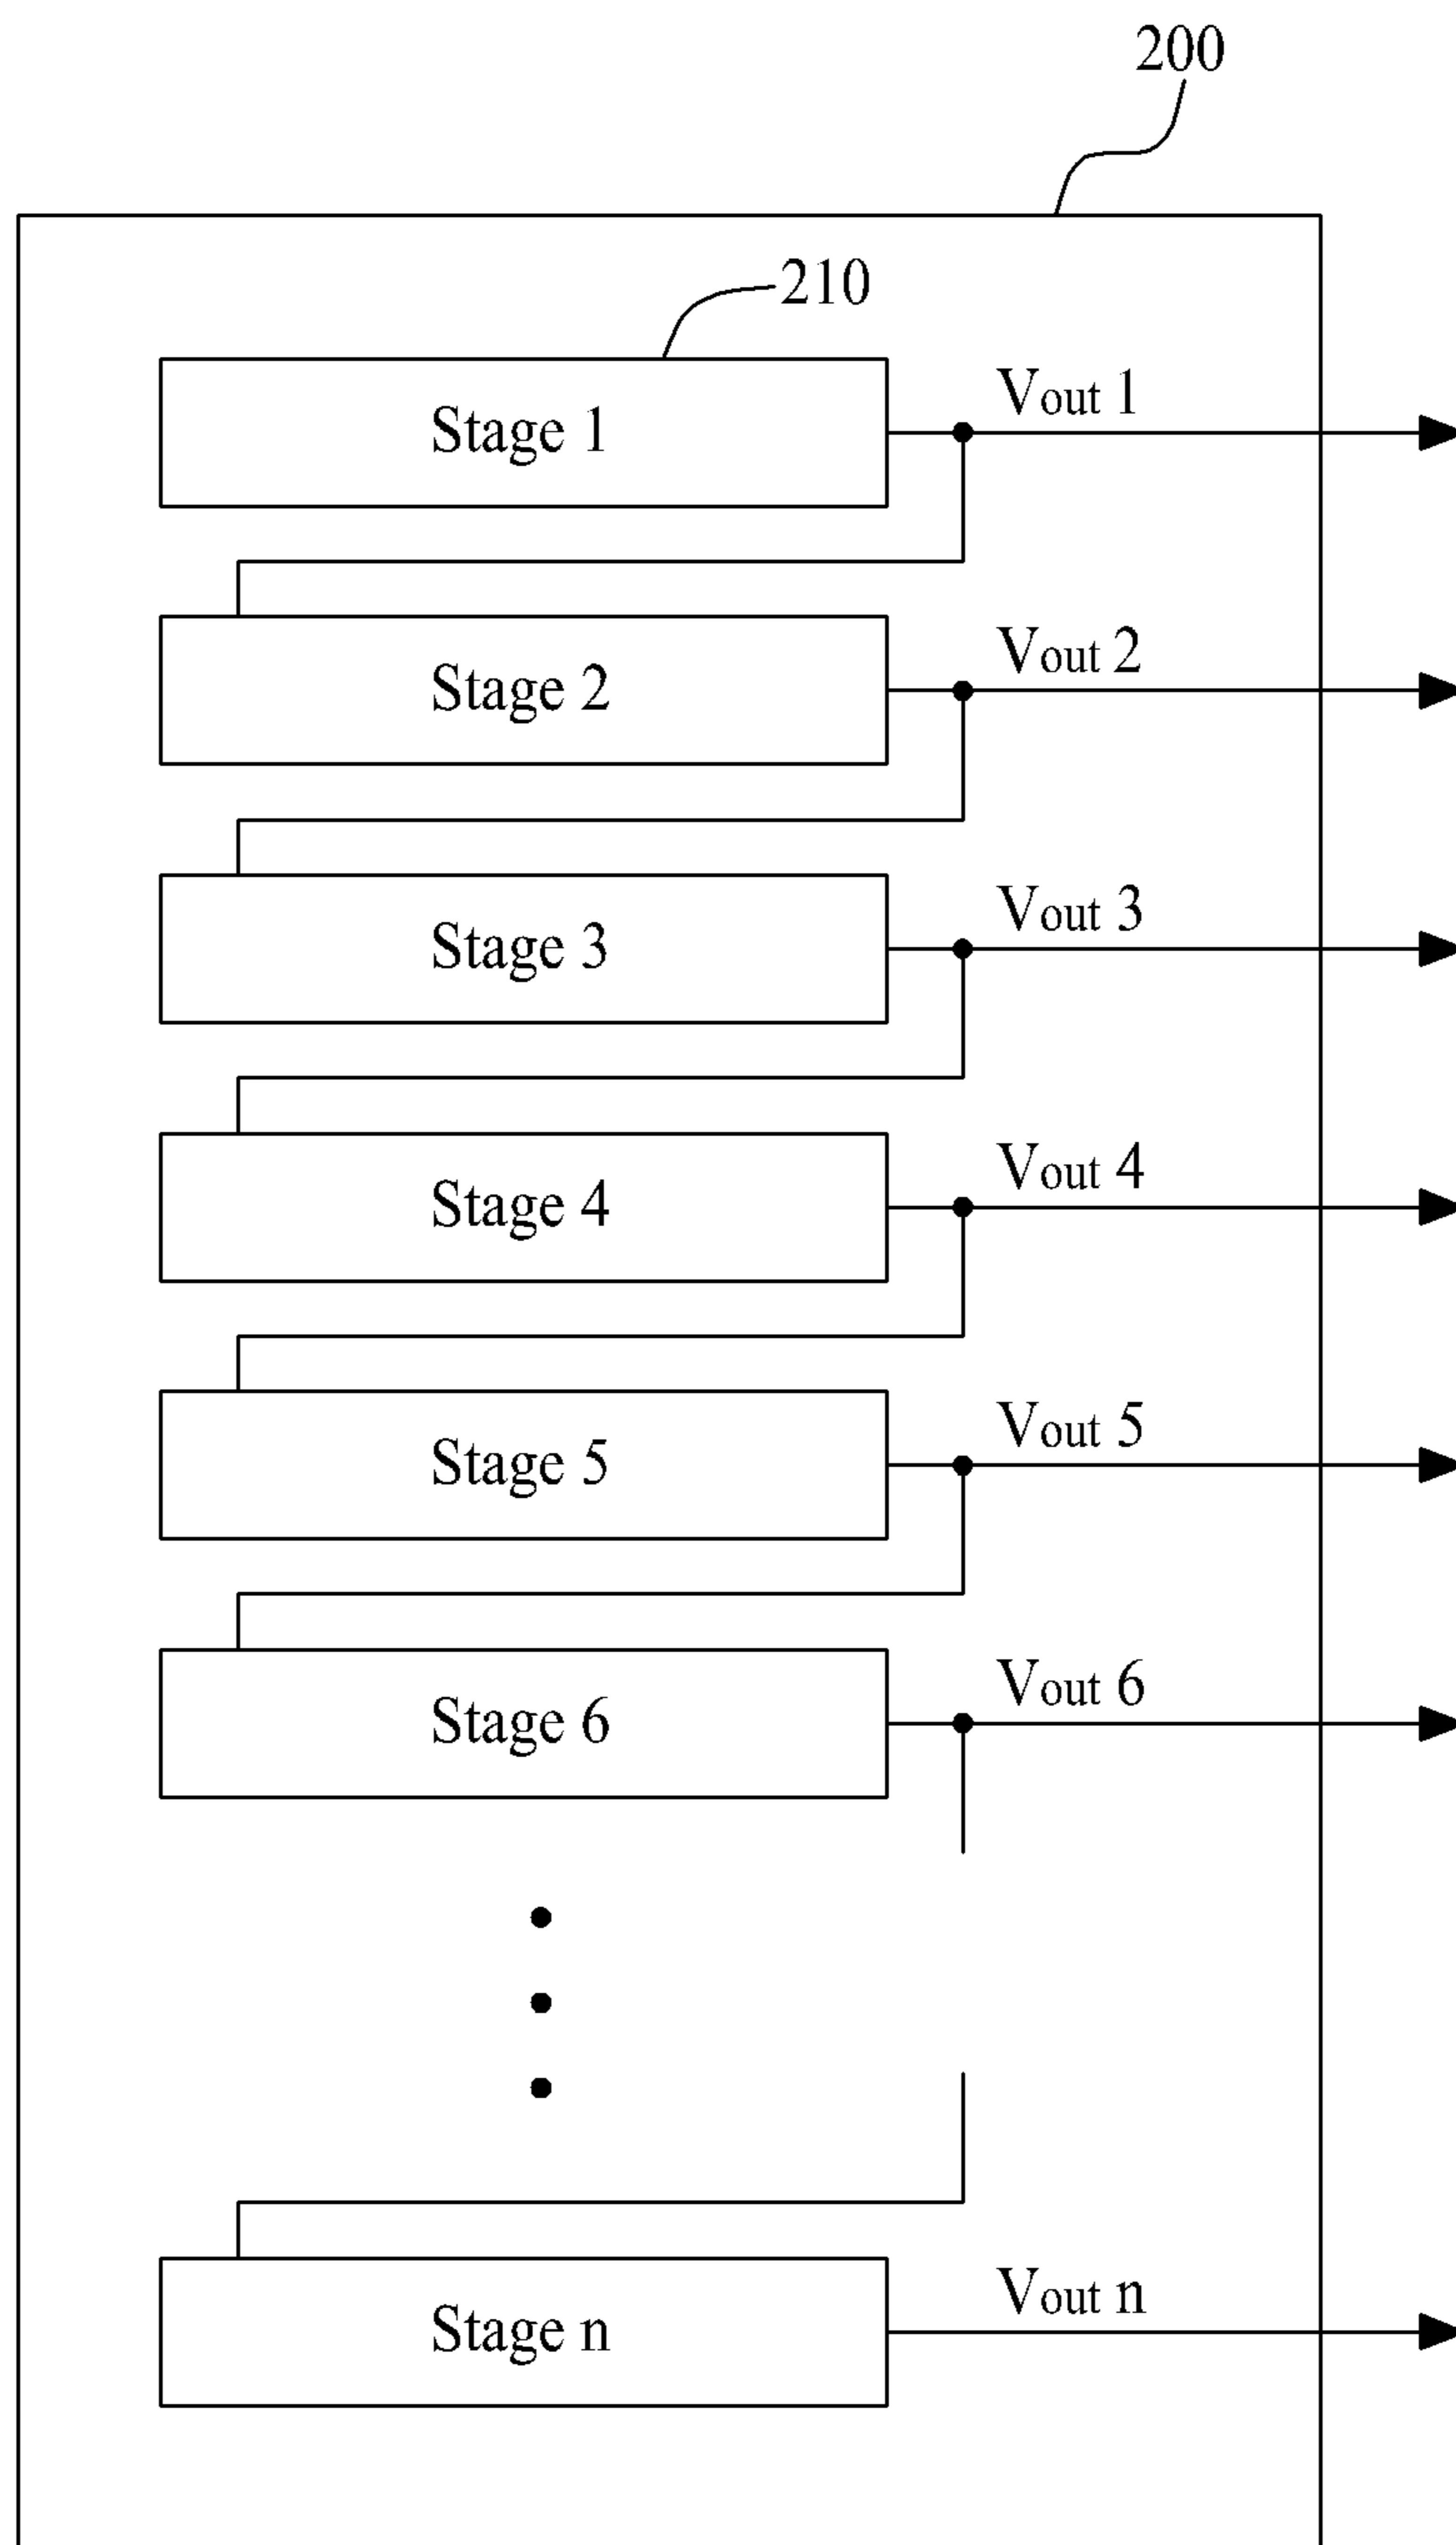 200
210
Stage 1
Vout 1
Stage 2
Vout 2
Stage 3
Vout 3
Stage 4
Vout 4
Stage 5
Vout 5
Stage 6
Vout 6
Stage n
Vout n